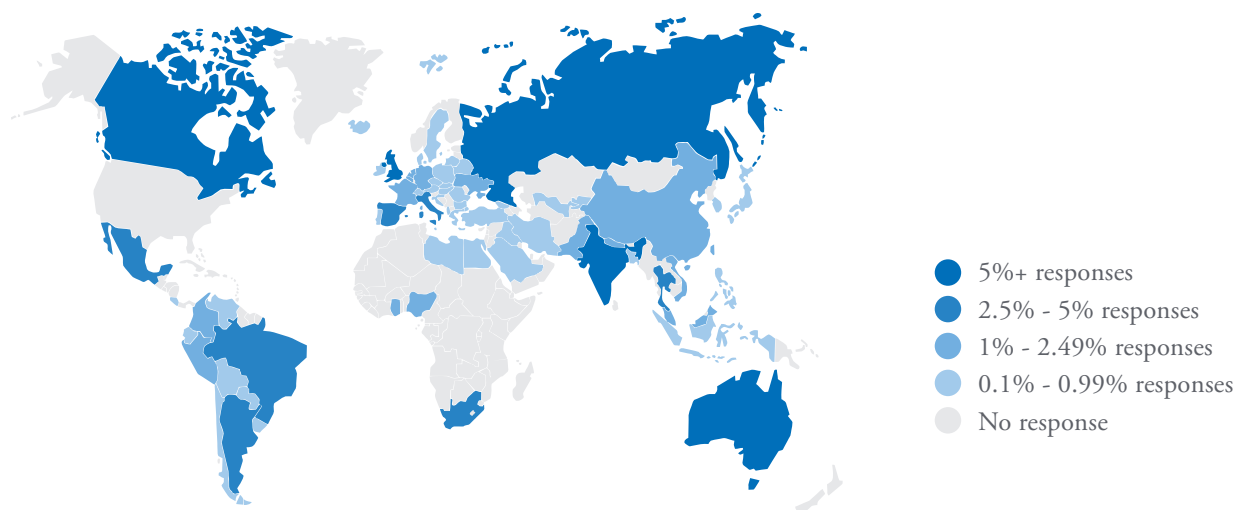 5%+ responses
2.5% - 5% responses
1% - 2.49% responses
0.1% - 0.99% responses
No response